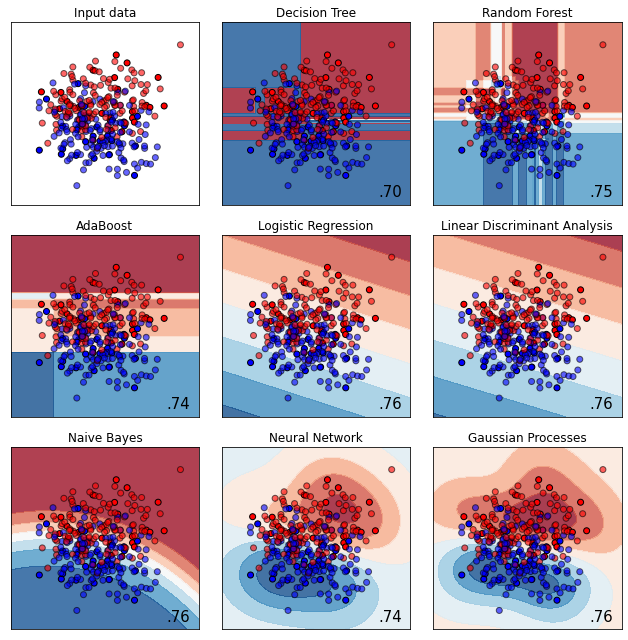 Input data
Decision Tree
Random Forest
.70
.75
AdaBoost
Logistic Regression
Linear Discriminant Analysis
.74
.76
.76
Naive Bayes
Neural Network
Gaussian Processes
.76
.74
.76